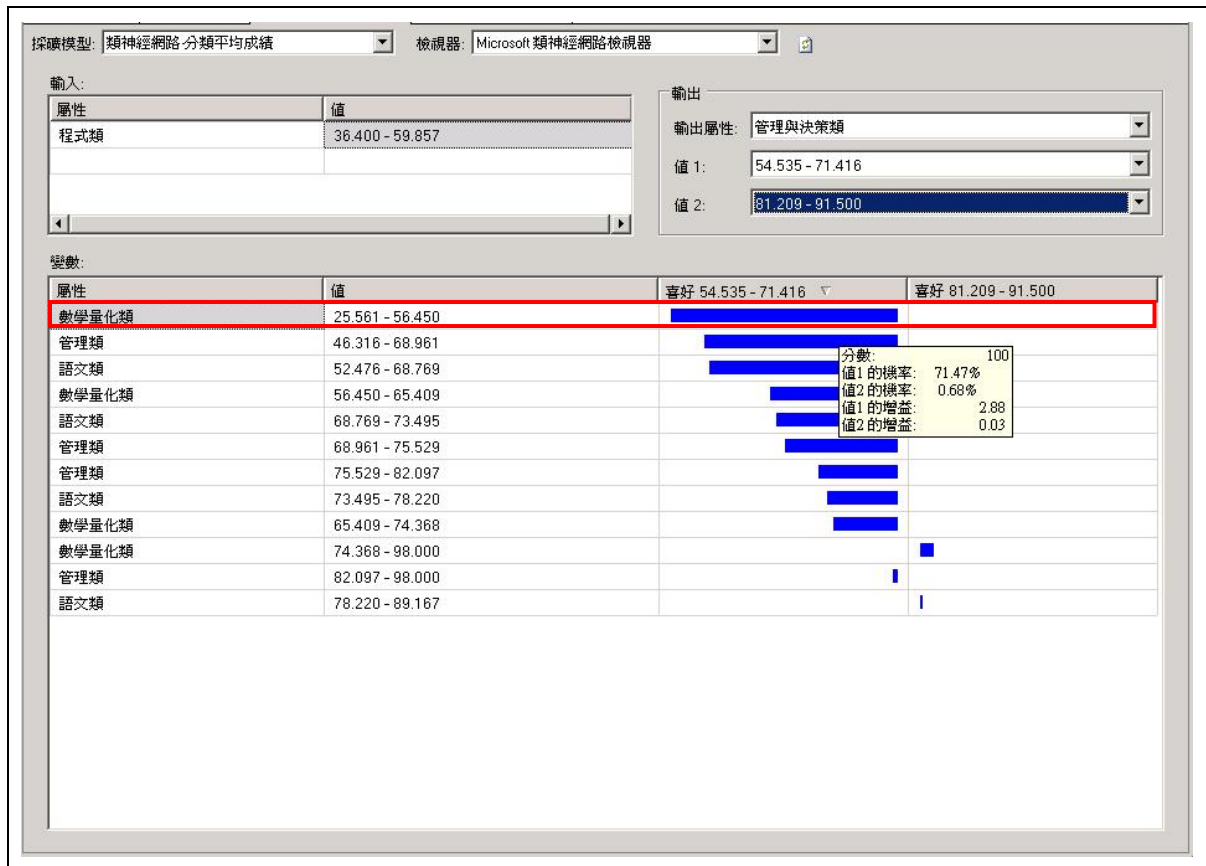 採礦模型: 類神經網路-分類平均成績 檢視器: Microsoft 類神經網路檢視器
輸入:
屬性 值
程式類 36.400 - 59.857
輸出
輸出屬性: 管理與決策類
值 1: 54.535 - 71.416
值 2: 81.209 - 91.500
變數:
屬性 值 喜好 54.535 - 71.416 喜好 81.209 - 91.500
數學量化類 25.561 - 56.450
管理類 46.316 - 68.961
語文類 52.476 - 68.769
數學量化類 56.450 - 65.409
語文類 68.769 - 73.495
管理類 68.961 - 75.529
管理類 75.529 - 82.097
語文類 73.495 - 78.220
數學量化類 65.409 - 74.368
數學量化類 74.368 - 98.000
管理類 82.097 - 98.000
語文類 78.220 - 89.167
分數: 100
值1 的機率: 71.47%
值2 的機率: 0.68%
值1 的增益: 2.88
值2 的增益: 0.03